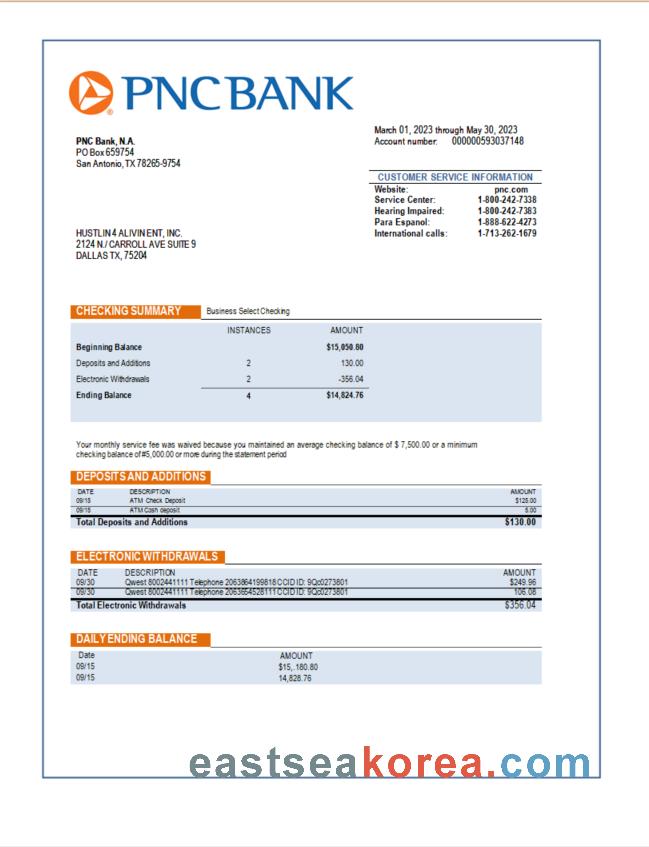 PNC BANK
March 01, 2023 through May 30, 2023
Account number: 000000593037148
PNC Bank, N.A.
PO Box 659754
San Antonio, TX 78265-9754
CUSTOMER SERVICE INFORMATION
Website: pnc.com
Service Center: 1-800-242-7338
Hearing Impaired: 1-800-242-7383
Para Espanol: 1-888-622-4273
International calls: 1-713-262-1679
HUSTLIN 4 ALIVIN ENT, INC.
2124 N./ CARROLL AVE SUITE 9
DALLAS TX, 75204
CHECKING SUMMARY Business Select Checking
INSTANCES AMOUNT
Beginning Balance $15,050.80
Deposits and Additions 2 130.00
Electronic Withdrawals 2 -356.04
Ending Balance 4 $14,824.76
Your monthly service fee was waived because you maintained an average checking balance of $ 7,500.00 or a minimum
checking balance of #5,000.00 or more during the statement period
DEPOSITS AND ADDITIONS
DATE DESCRIPTION AMOUNT
09/15 ATM Check Deposit $125.00
09/15 ATM Cash deposit 5.00
Total Deposits and Additions $130.00
ELECTRONIC WITHDRAWALS
DATE DESCRIPTION AMOUNT
09/30 Qwest 8002441111 Telephone 2063864199818 CCID ID: 9Qc0273801 $249.96
09/30 Qwest 8002441111 Telephone 2063654528111 CCID ID: 9Qc0273801 106.08
Total Electronic Withdrawals $356.04
DAILY ENDING BALANCE
Date AMOUNT
09/15 $15,.180.80
09/15 14,828.76
eastseakorea.com